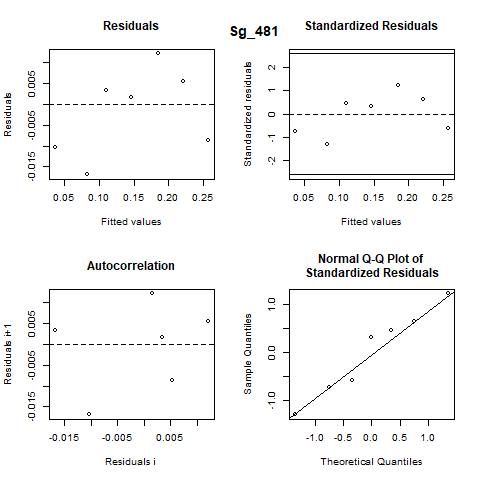 Sg_481
Residuals
Residuals
0.005
-0.005
-0.015
0.05 0.10 0.15 0.20 0.25
Fitted values
Standardized Residuals
Standardized residuals
2
1
0
-1
-2
0.05 0.10 0.15 0.20 0.25
Fitted values
Autocorrelation
Residuals i+1
0.005
-0.005
-0.015
-0.015 -0.005 0.005
Residuals i
Normal Q-Q Plot of
Standardized Residuals
Sample Quantiles
1.0
0.0
-1.0
-1.0 -0.5 0.0 0.5 1.0
Theoretical Quantiles